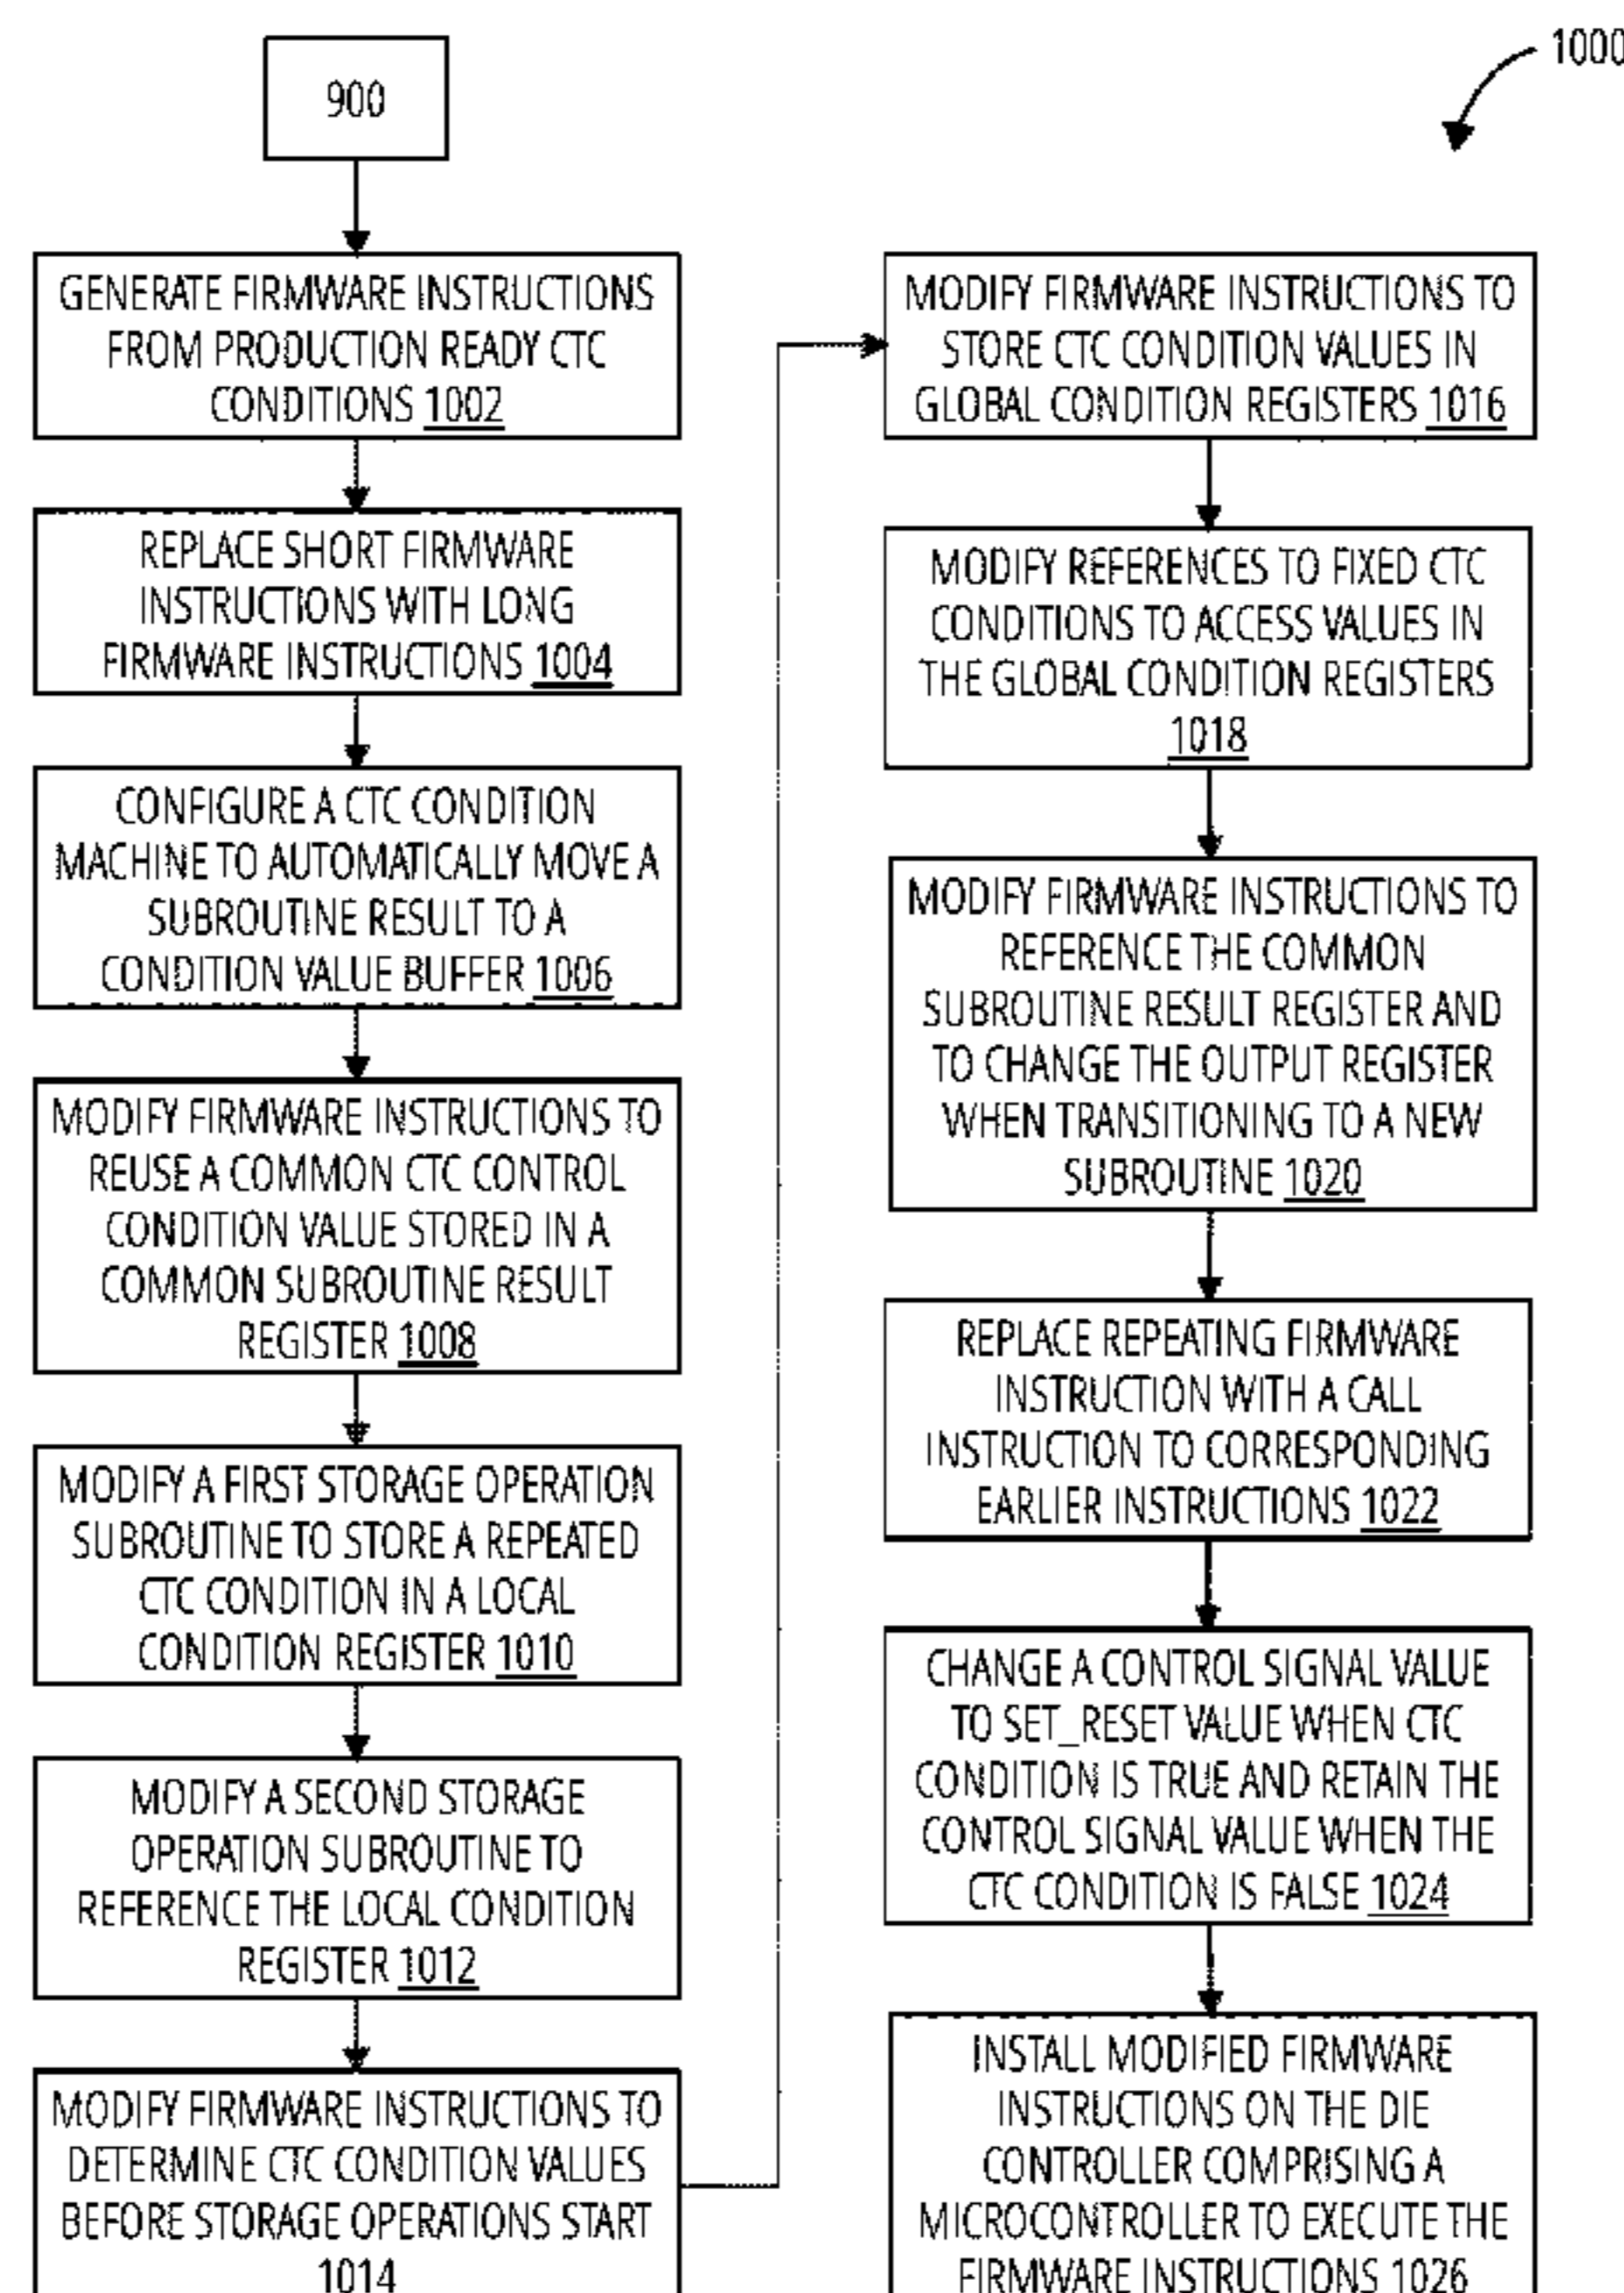 900
GENERATE FIRMWARE INSTRUCTIONS
FROM PRODUCTION READY CTC
CONDITIONS 1002
REPLACE SHORT FIRMWARE
INSTRUCTIONS WITH LONG
FIRMWARE INSTRUCTIONS 1004
CONFIGURE A CTC CONDITION
MACHINE TO AUTOMATICALLY MOVE A
SUBROUTINE RESULT TO A
CONDITION VALUE BUFFER 1006
MODIFY FIRMWARE INSTRUCTIONS TO
REUSE A COMMON CTC CONTROL
CONDITION VALUE STORED IN A
COMMON SUBROUTINE RESULT
REGISTER 1008
MODIFY A FIRST STORAGE OPERATION
SUBROUTINE TO STORE A REPEATED
CTC CONDITION IN A LOCAL
CONDITION REGISTER 1010
MODIFY A SECOND STORAGE
OPERATION SUBROUTINE TO
REFERENCE THE LOCAL CONDITION
REGISTER 1012
MODIFY FIRMWARE INSTRUCTIONS TO
DETERMINE CTC CONDITION VALUES
BEFORE STORAGE OPERATIONS START
1014
1000
MODIFY FIRMWARE INSTRUCTIONS TO
STORE CTC CONDITION VALUES IN
GLOBAL CONDITION REGISTERS 1016
MODIFY REFERENCES TO FIXED CTC
CONDITIONS TO ACCESS VALUES IN
THE GLOBAL CONDITION REGISTERS
1018
MODIFY FIRMWARE INSTRUCTIONS TO
REFERENCE THE COMMON
SUBROUTINE RESULT REGISTER AND
TO CHANGE THE OUTPUT REGISTER
WHEN TRANSITIONING TO A NEW
SUBROUTINE 1020
REPLACE REPEATING FIRMWARE
INSTRUCTION WITH A CALL
INSTRUCTION TO CORRESPONDING
EARLIER INSTRUCTIONS 1022
CHANGE A CONTROL SIGNAL VALUE
TO SET_RESET VALUE WHEN CTC
CONDITION IS TRUE AND RETAIN THE
CONTROL SIGNAL VALUE WHEN THE
CTC CONDITION IS FALSE 1024
INSTALL MODIFIED FIRMWARE
INSTRUCTIONS ON THE DIE
CONTROLLER COMPRISING A
MICROCONTROLLER TO EXECUTE THE
FIRMWARE INSTRUCTIONS 1026